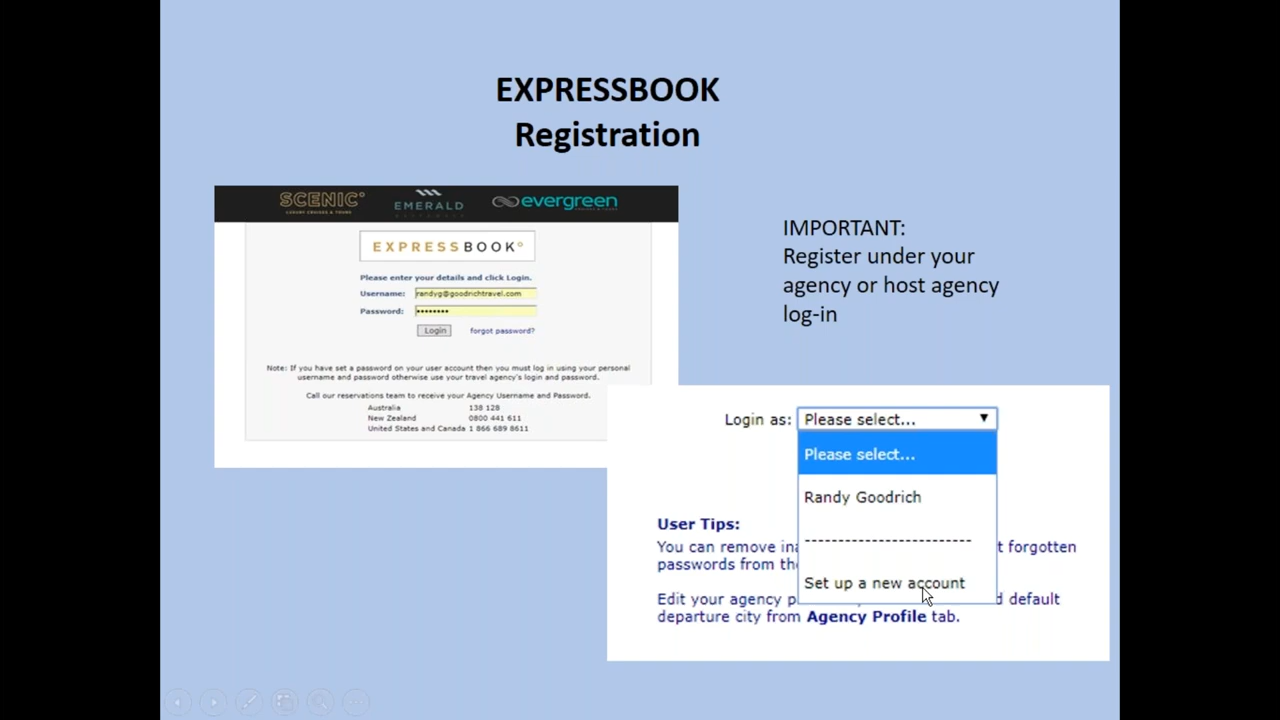 EXPRESSBOOK
Registration
SCENIC°
LUXURY CRUISES & TOURS
EMERALD
evergreen
EXPRESSBOOK°
Please enter your details and click Login.
Username: randyg@goodrichtravel.com
Password: ••••••••
Login forgot password?
Note: If you have set a password on your user account then you must log in using your personal
username and password otherwise use your travel agency's login and password.
Call our reservations team to receive your Agency Username and Password.
Australia 138 128
New Zealand 0800 441 611
United States and Canada 1 866 689 8611
IMPORTANT:
Register under your
agency or host agency
log-in
Login as: Please select...
Please select...
Randy Goodrich
-------------------------
Set up a new account
User Tips:
You can remove forgotten
passwords from
Edit your agency default
departure city from Agency Profile tab.